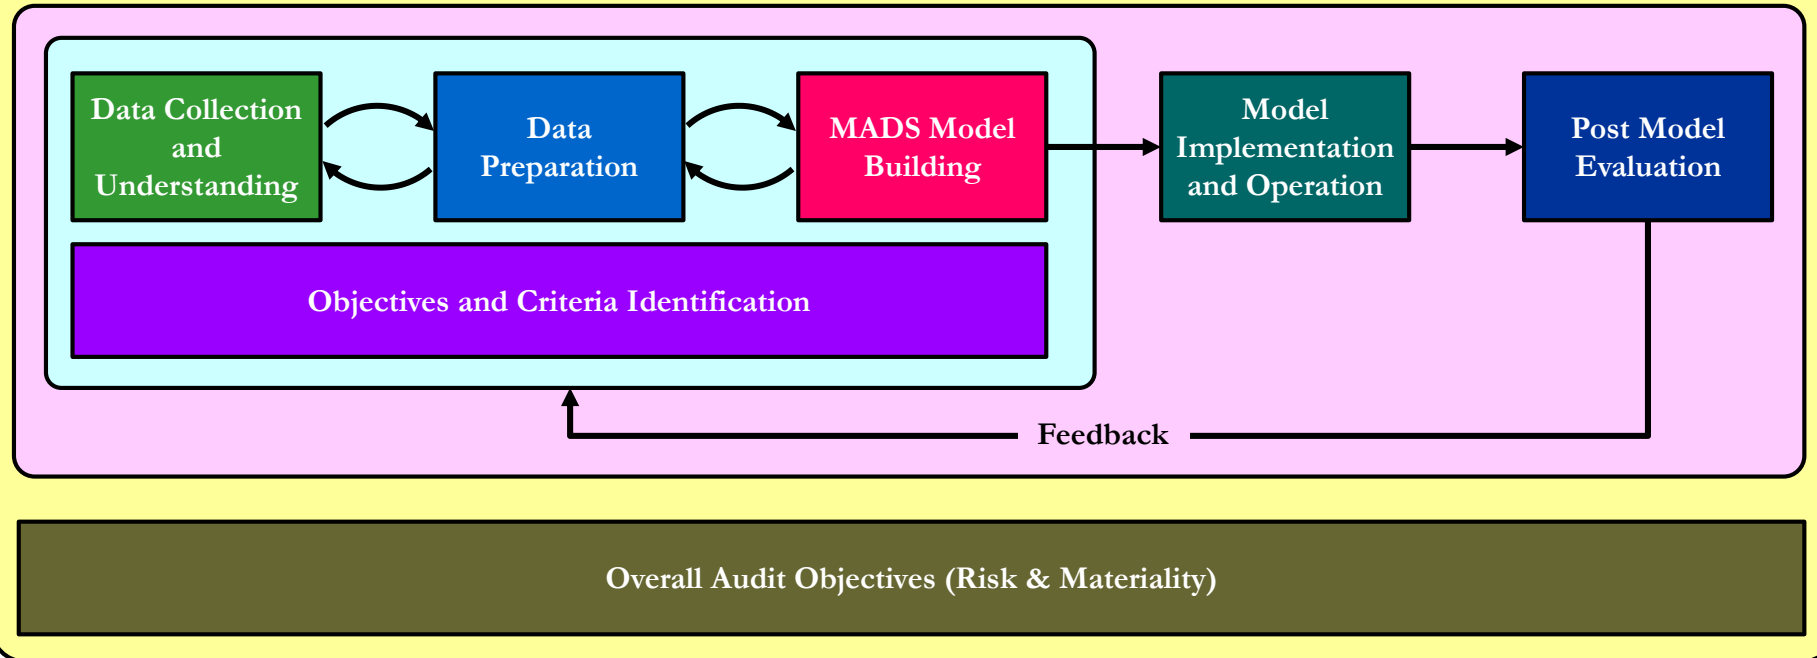 Data Collection
and
Understanding
Data
Preparation
MADS Model
Building
Model
Implementation
and Operation
Post Model
Evaluation
Objectives and Criteria Identification
Feedback
Overall Audit Objectives (Risk & Materiality)